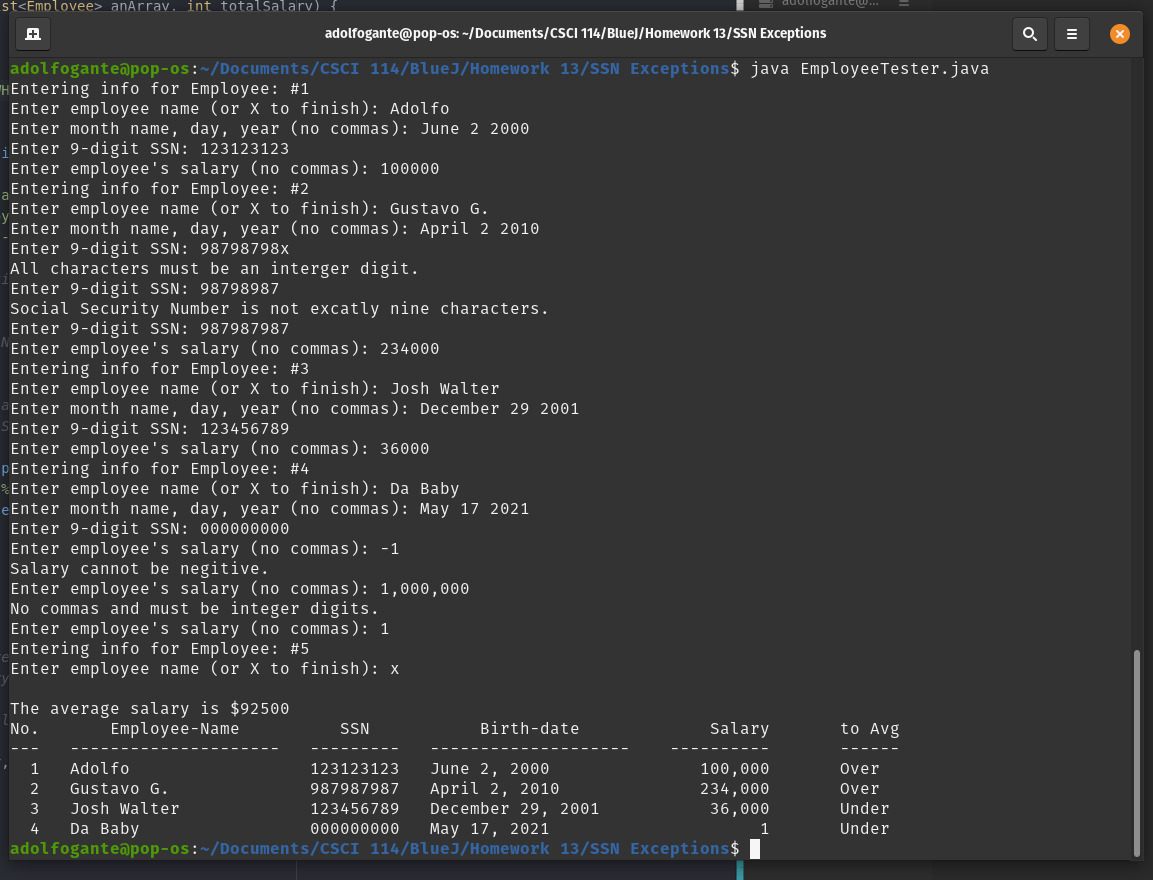 st<Employee> anArray, int totalSalary) {
adolfogante@...
adolfogante@pop-os: ~/Documents/CSCI 114/BlueJ/Homework 13/SSN Exceptions
adolfogante@pop-os:~/Documents/CSCI 114/BlueJ/Homework 13/SSN Exceptions$ java EmployeeTester.java
Entering info for Employee: #1
Enter employee name (or X to finish): Adolfo
Enter month name, day, year (no commas): June 2 2000
Enter 9-digit SSN: 123123123
Enter employee's salary (no commas): 100000
Entering info for Employee: #2
Enter employee name (or X to finish): Gustavo G.
Enter month name, day, year (no commas): April 2 2010
Enter 9-digit SSN: 98798798x
All characters must be an interger digit.
Enter 9-digit SSN: 98798987
Social Security Number is not excatly nine characters.
Enter 9-digit SSN: 987987987
Enter employee's salary (no commas): 234000
Entering info for Employee: #3
Enter employee name (or X to finish): Josh Walter
Enter month name, day, year (no commas): December 29 2001
Enter 9-digit SSN: 123456789
Enter employee's salary (no commas): 36000
Entering info for Employee: #4
Enter employee name (or X to finish): Da Baby
Enter month name, day, year (no commas): May 17 2021
Enter 9-digit SSN: 000000000
Enter employee's salary (no commas): -1
Salary cannot be negitive.
Enter employee's salary (no commas): 1,000,000
No commas and must be integer digits.
Enter employee's salary (no commas): 1
Entering info for Employee: #5
Enter employee name (or X to finish): x
The average salary is $92500
No. Employee-Name SSN Birth-date Salary to Avg
--- --------------------- --------- -------------------- ---------- ------
1 Adolfo 123123123 June 2, 2000 100,000 Over
2 Gustavo G. 987987987 April 2, 2010 234,000 Over
3 Josh Walter 123456789 December 29, 2001 36,000 Under
4 Da Baby 000000000 May 17, 2021 1 Under
adolfogante@pop-os:~/Documents/CSCI 114/BlueJ/Homework 13/SSN Exceptions$